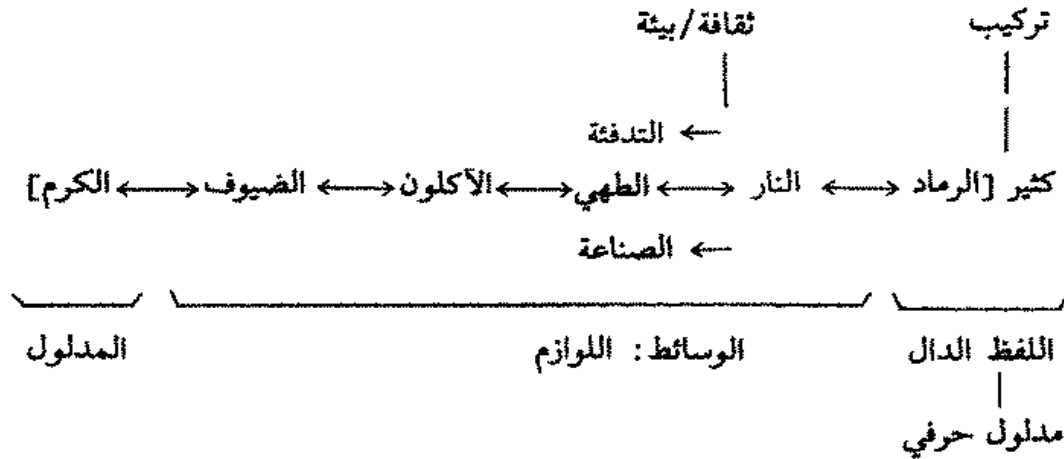 تركيب ثقافة/بيئة
← التدفئة
كثير [الرماد ↔ النار ↔ الطهي ↔ الآكلون ↔ الضيوف ↔ الكرم]
← الصناعة
اللفظ الدال الوسائط: اللوازم المدلول
مدلول حرفي